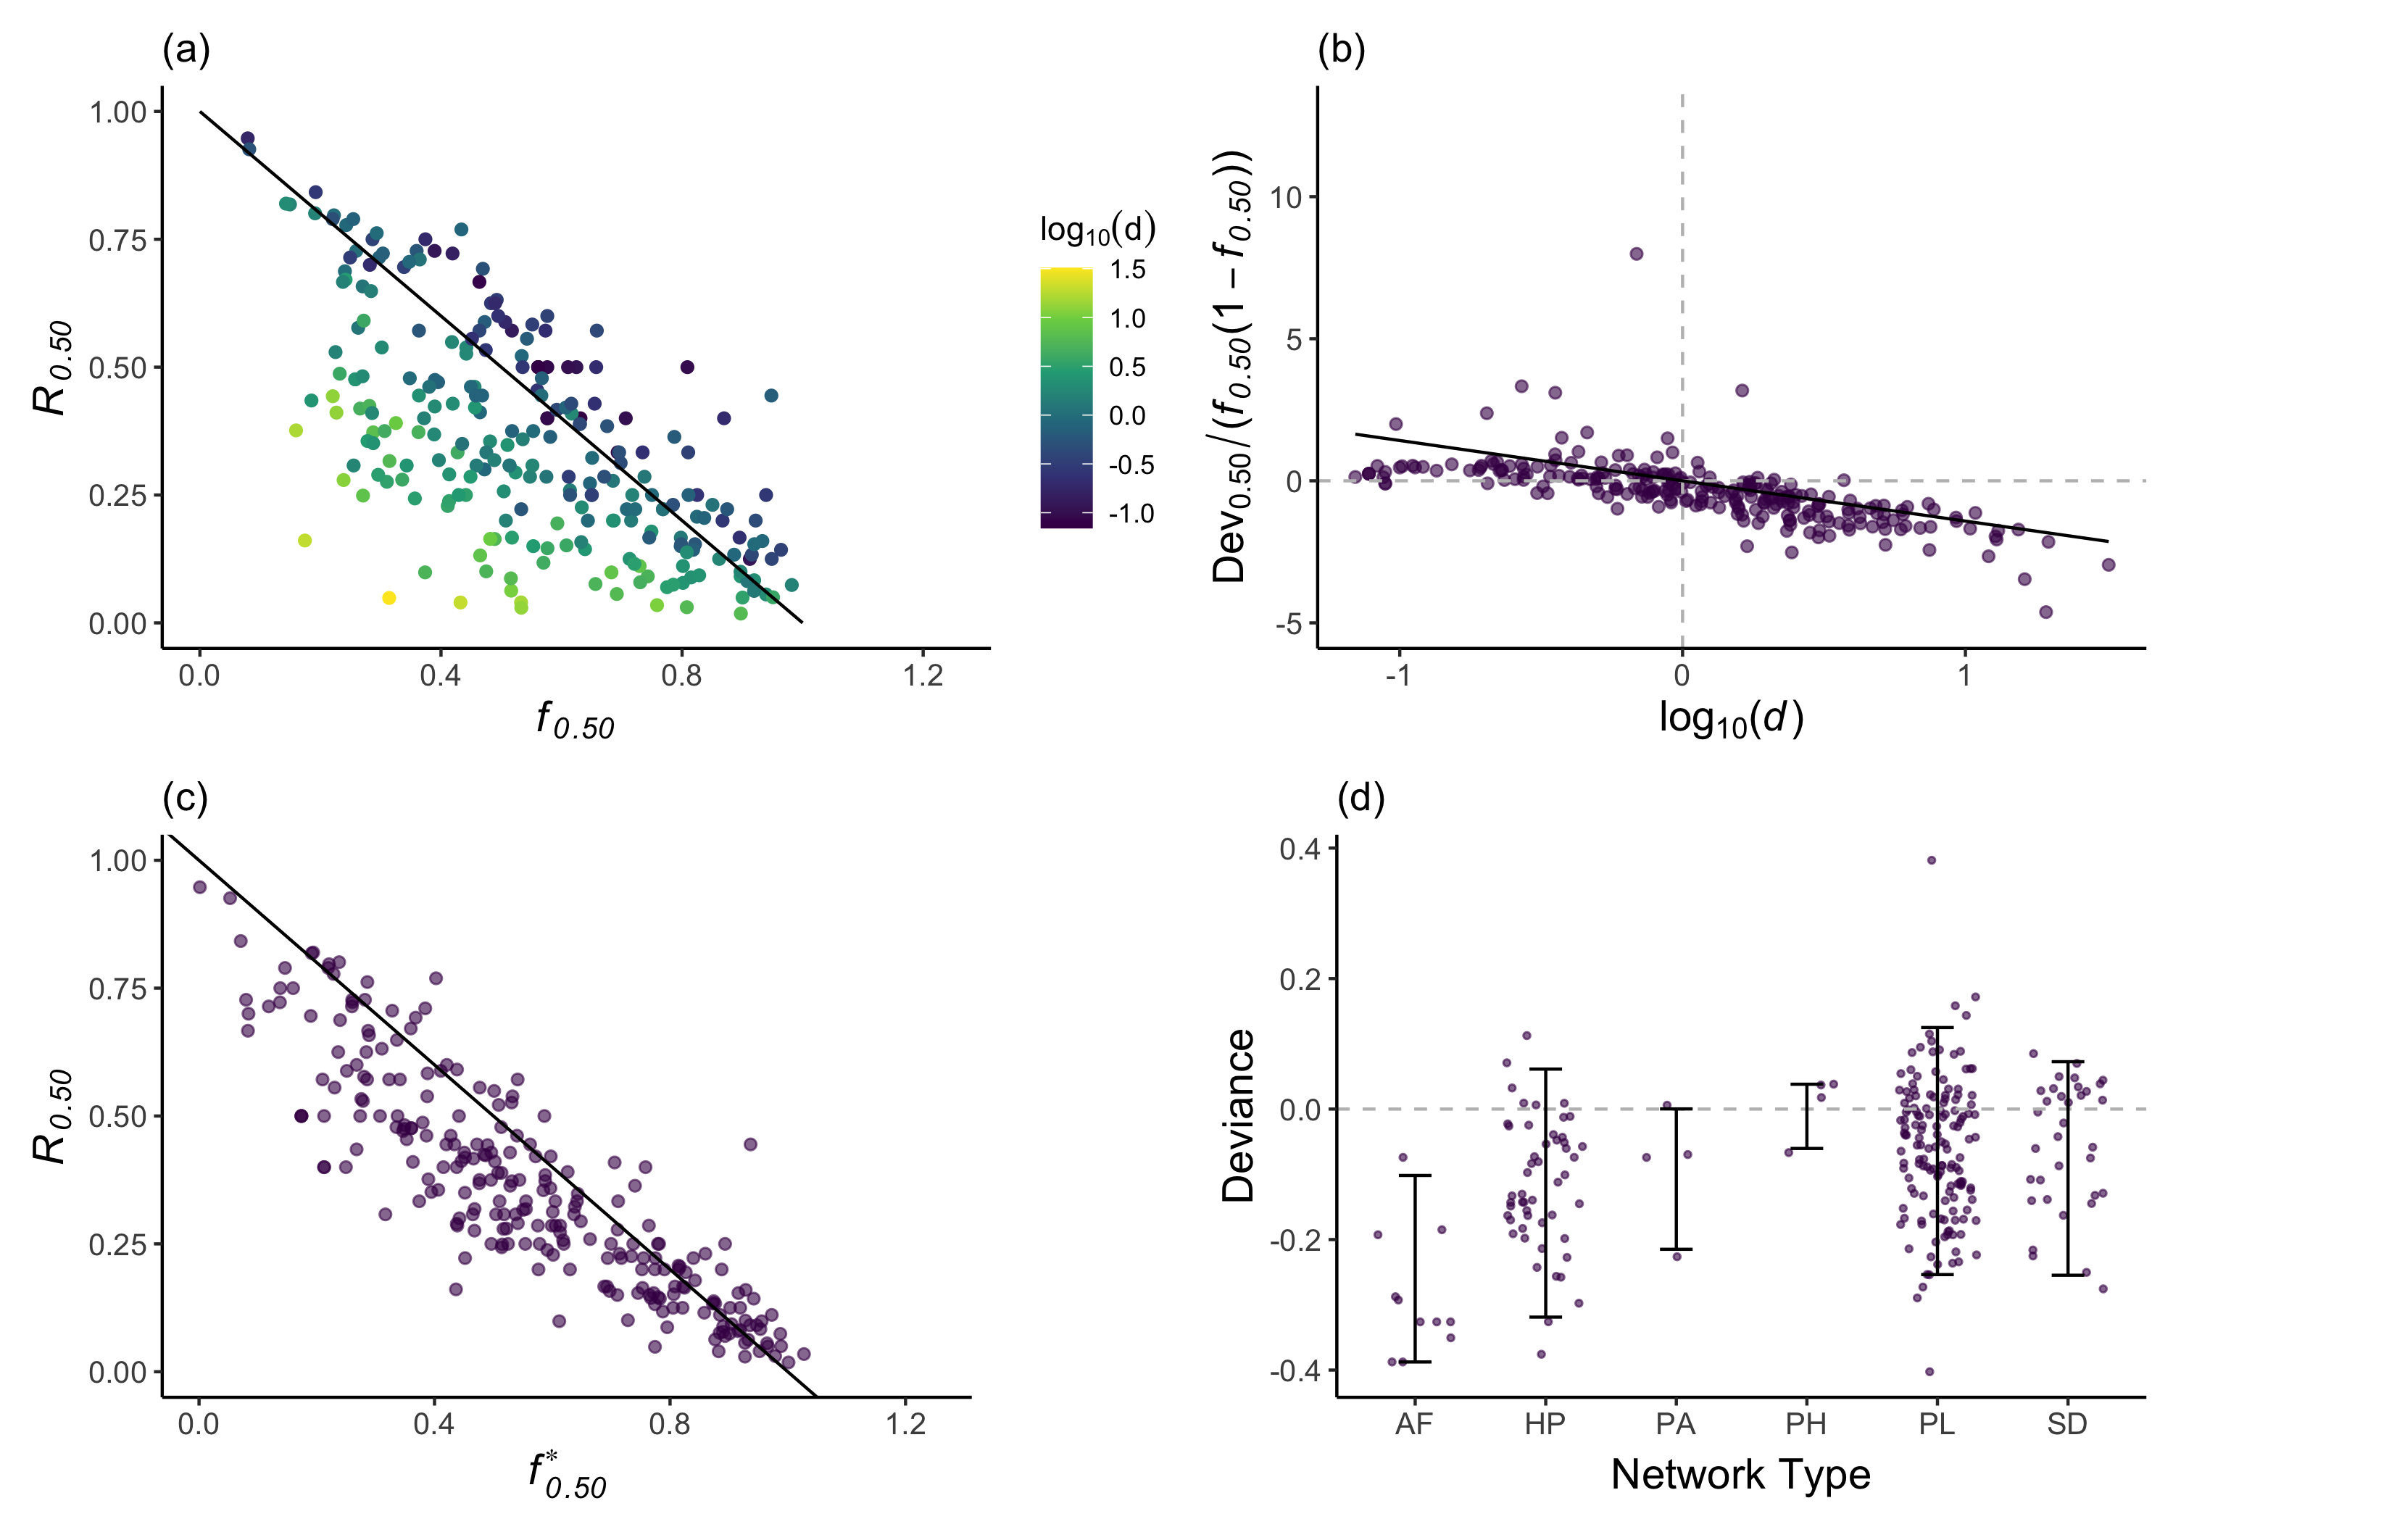 (a)
1.00
0.75
0.50
0.25
0.00
R0.50
0.0 0.4 0.8 1.2
f0.50
log10(d)
1.5
1.0
0.5
0.0
-0.5
-1.0
(b)
10
5
0
-5
Dev0.50/(f0.50(1−f0.50))
-1 0 1
log10(d)
(c)
1.00
0.75
0.50
0.25
0.00
R0.50
0.0 0.4 0.8 1.2
f*0.50
(d)
0.4
0.2
0.0
-0.2
-0.4
Deviance
AF HP PA PH PL SD
Network Type